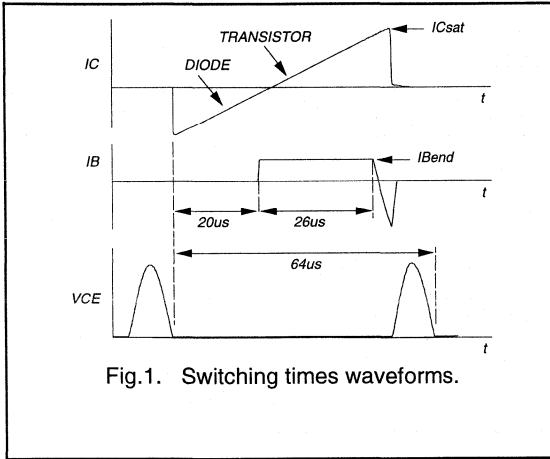 ICsat
TRANSISTOR
DIODE
IC
t
IB
IBend
t
20us
26us
64us
VCE
t
Fig.1. Switching times waveforms.